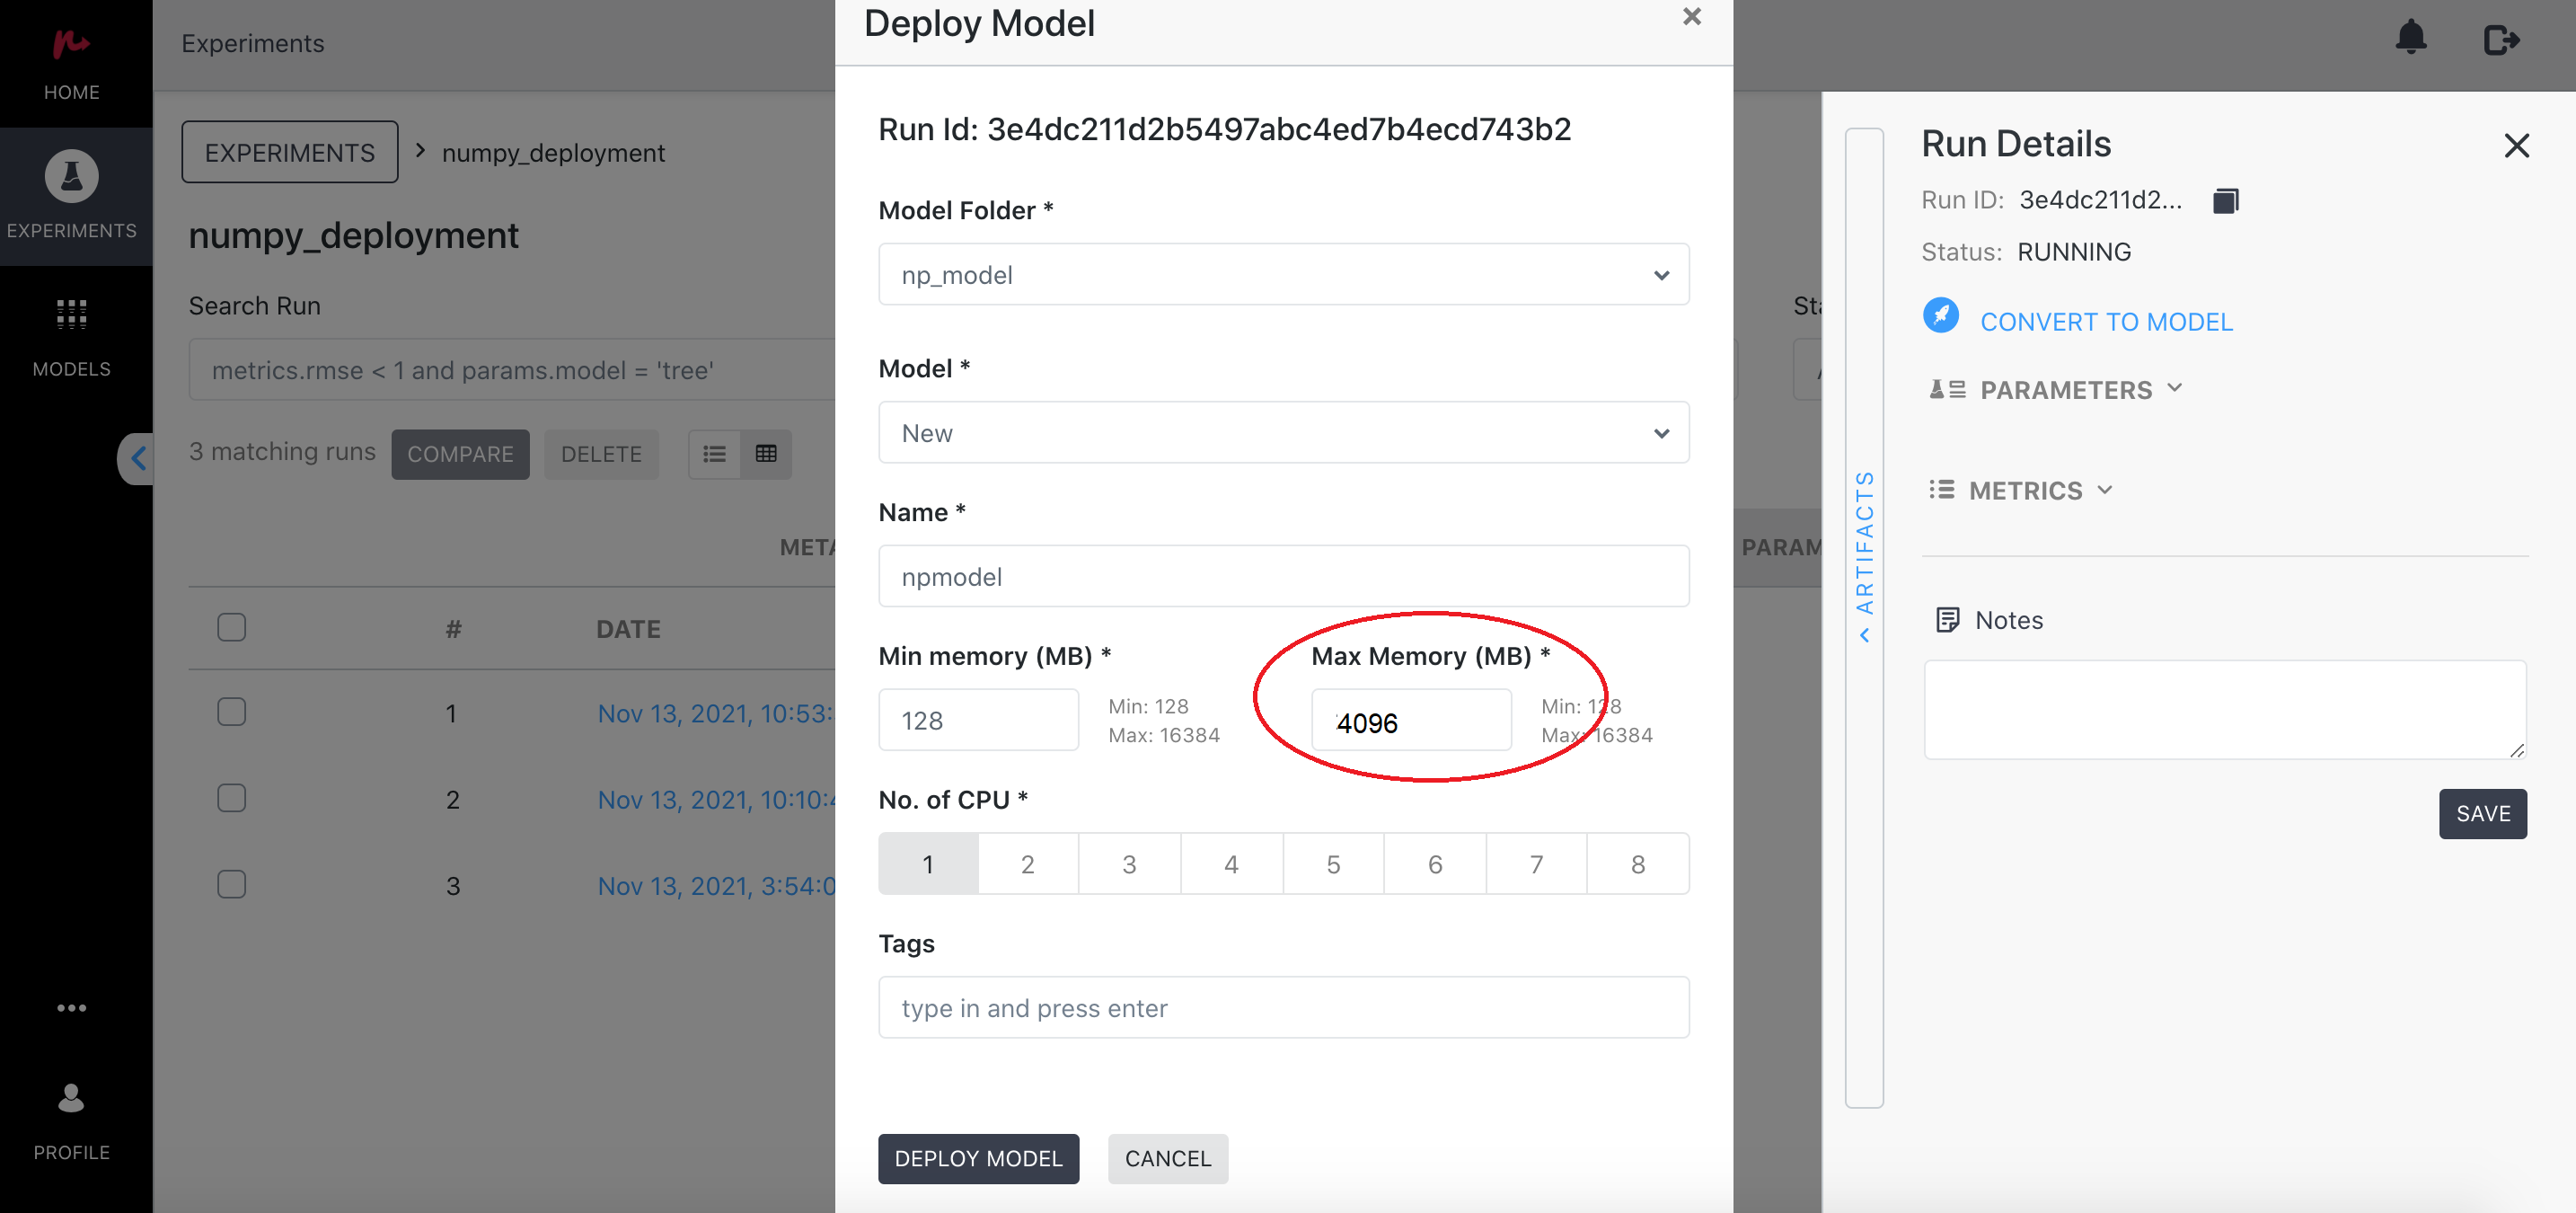 HOME
EXPERIMENTS
MODELS
•••
PROFILE
Experiments
EXPERIMENTS > numpy_deployment
numpy_deployment
Search Run
metrics.rmse < 1 and params.model = 'tree'
3 matching runs COMPARE DELETE
# DATE
1 Nov 13, 2021, 10:53:
2 Nov 13, 2021, 10:10:
3 Nov 13, 2021, 3:54:0
Deploy Model ×
Run Id: 3e4dc211d2b5497abc4ed7b4ecd743b2
Model Folder *
np_model
Model *
New
Name *
npmodel
Min memory (MB) * Max Memory (MB) *
128 Min: 128 4096 Min: 128
Max: 16384 Max: 16384
No. of CPU *
1 2 3 4 5 6 7 8
Tags
type in and press enter
DEPLOY MODEL CANCEL
< ARTIFACTS
Run Details
Run ID: 3e4dc211d2...
Status: RUNNING
CONVERT TO MODEL
PARAMETERS
METRICS
Notes
SAVE